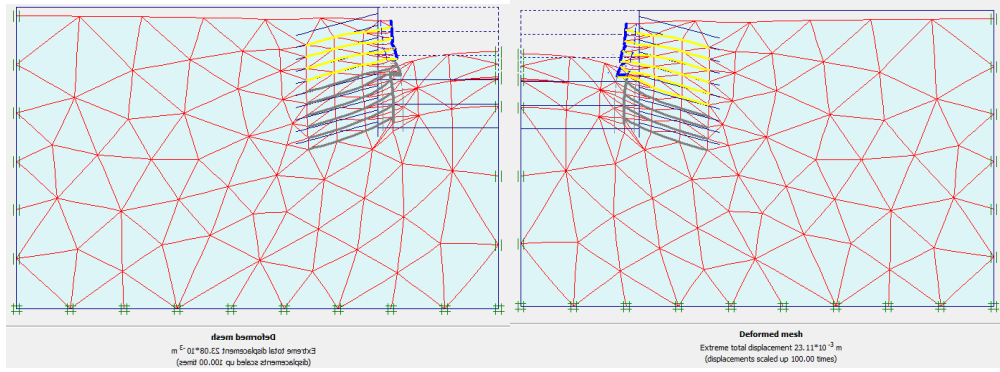 Deformed mesh
Extreme total displacement 23.08*10⁻³ m
(displacements scaled up 100.00 times)
Deformed mesh
Extreme total displacement 23.11*10⁻³ m
(displacements scaled up 100.00 times)